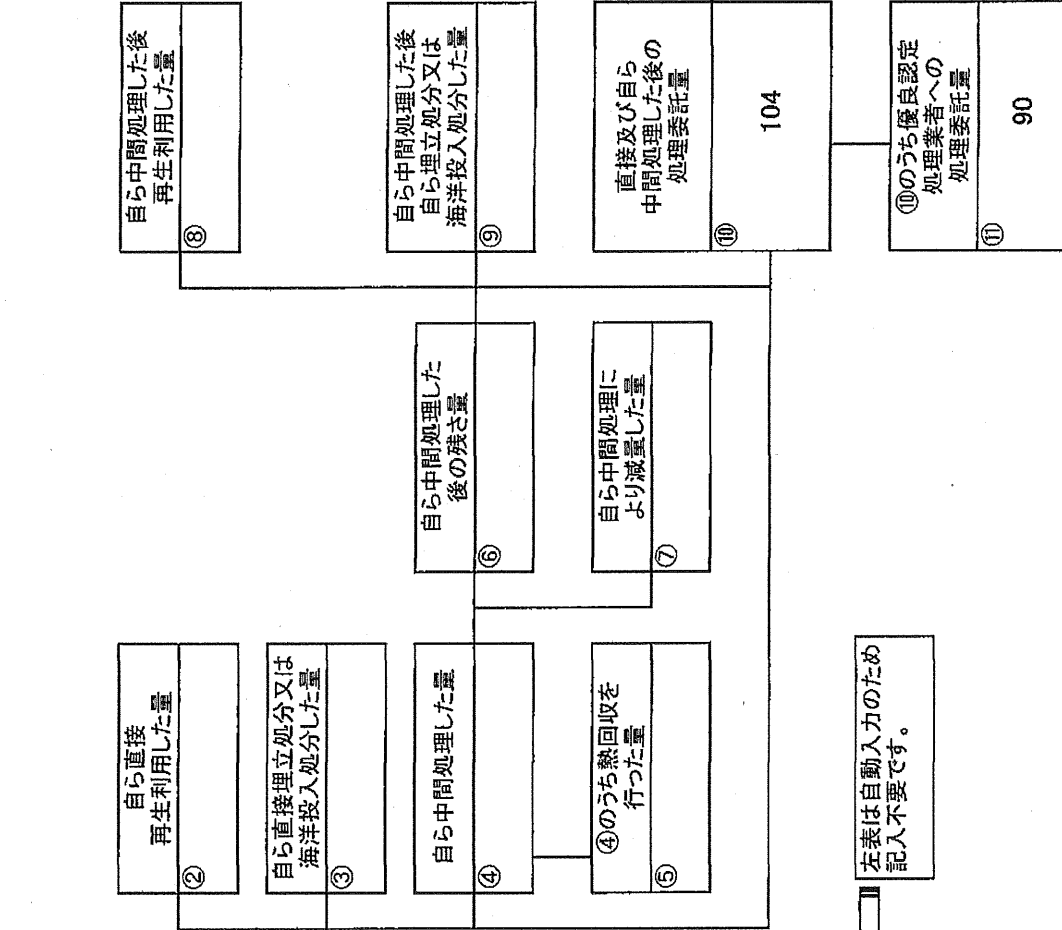 自ら直接
再生利用した量
②
自ら直接埋立処分又は
海洋投入処分した量
③
自ら中間処理した量
④
④のうち熱回収を
行った量
⑤
自ら中間処理した
後の残さ量
⑥
自ら中間処理に
より減量した量
⑦
自ら中間処理した後
再生利用した量
⑧
自ら中間処理した後
自ら埋立処分又は
海洋投入処分した量
⑨
直接及び自ら
中間処理した後の
処理委託量
⑩
104
⑩のうち優良認定
処理業者への
処理委託量
⑪
90
左表は自動入力のため
記入不要です。